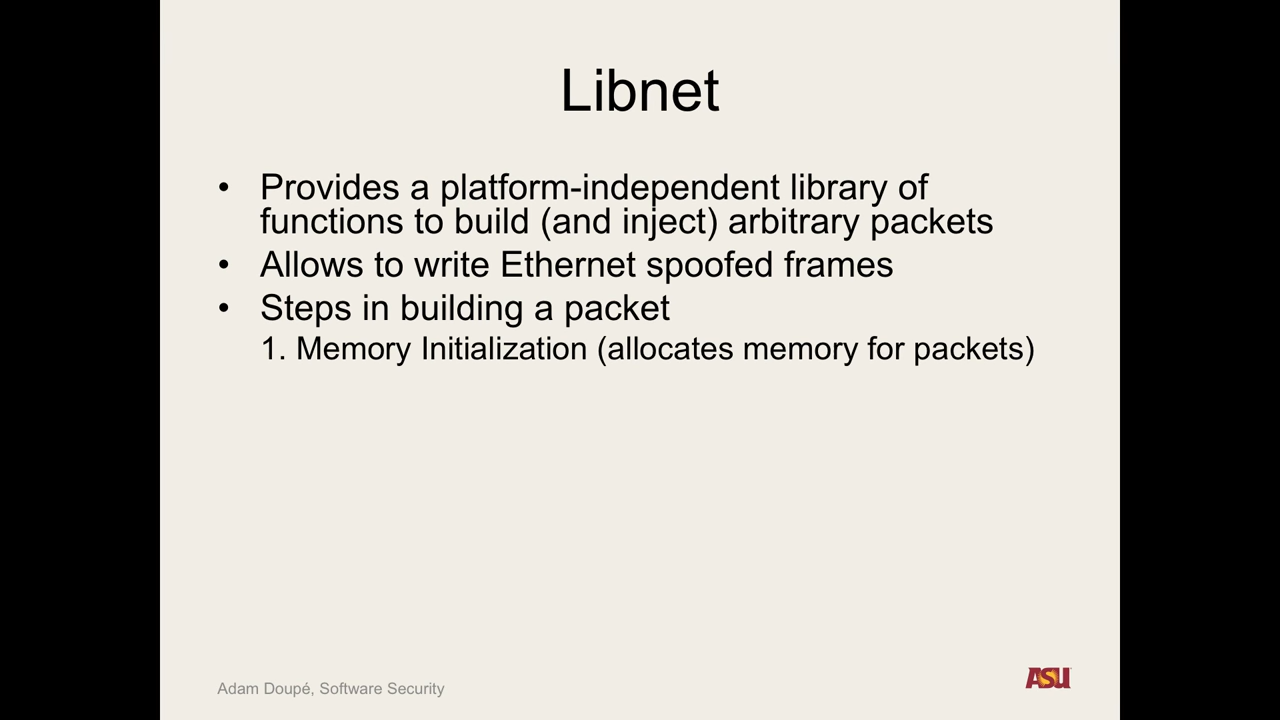 Libnet
• Provides a platform-independent library of
functions to build (and inject) arbitrary packets
• Allows to write Ethernet spoofed frames
• Steps in building a packet
1. Memory Initialization (allocates memory for packets)
Adam Doupé, Software Security
ASU